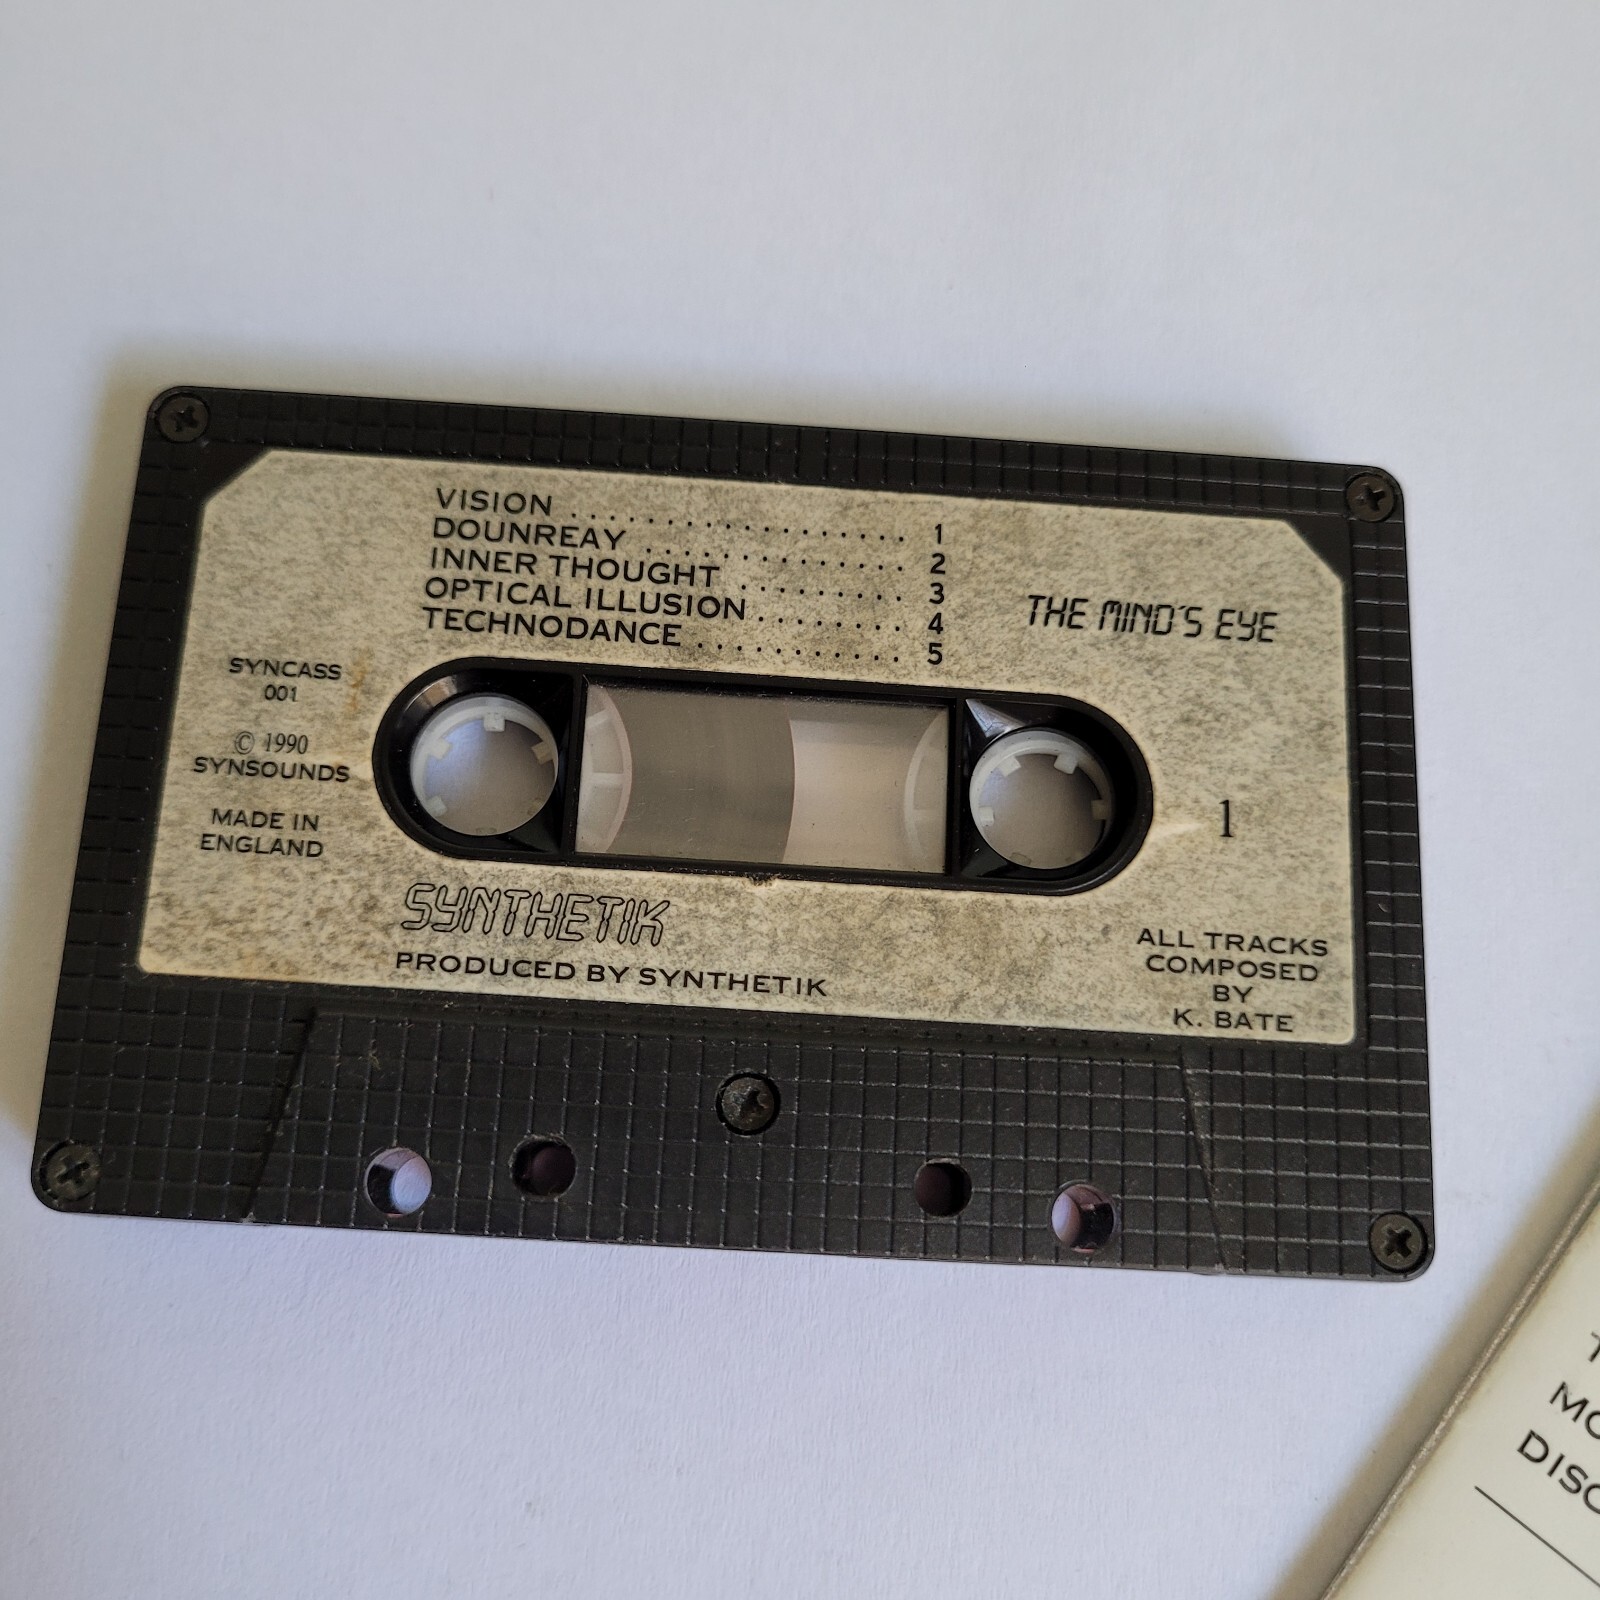 VISION .................. 1
DOUNREAY .............. 2
INNER THOUGHT ......... 3
OPTICAL ILLUSION ........ 4
TECHNODANCE ........... 5
THE MIND'S EYE
SYNCASS
001
© 1990
SYNSOUNDS
MADE IN
ENGLAND
1
SYNTHETIK
PRODUCED BY SYNTHETIK
ALL TRACKS
COMPOSED
BY
K. BATE